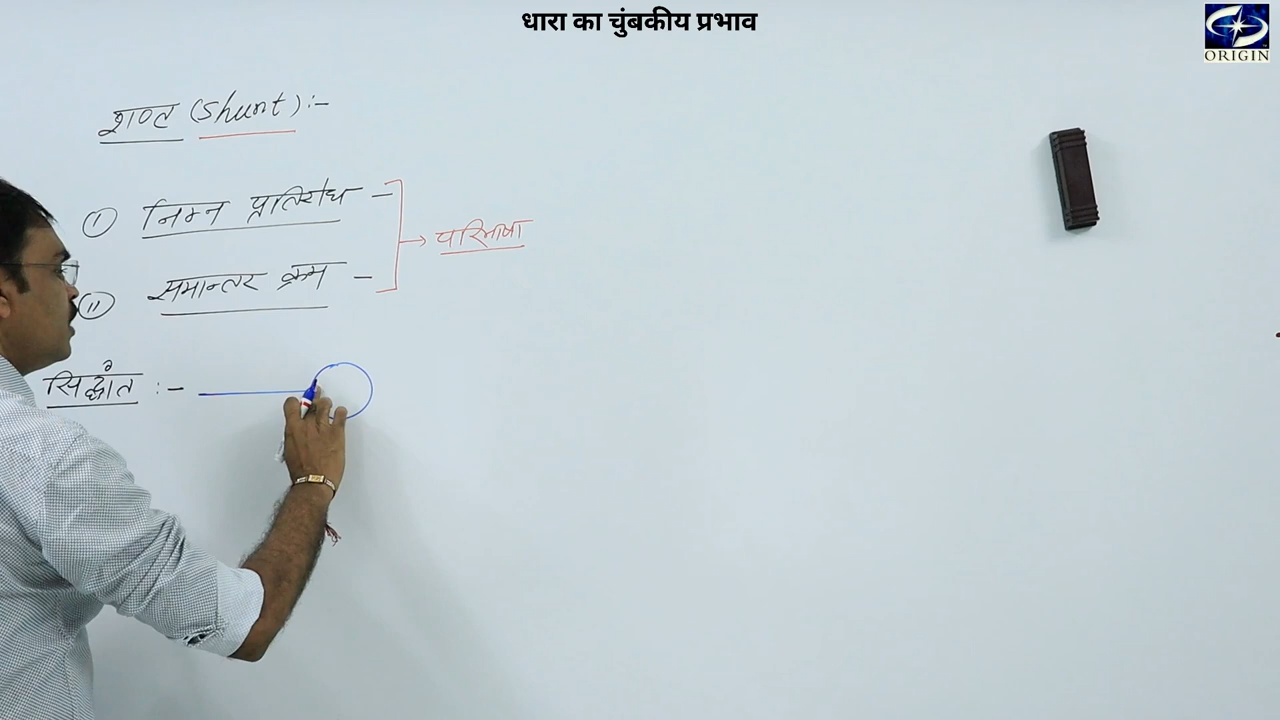 धारा का चुंबकीय प्रभाव
ORIGIN
शण्ट (Shunt) :-
(i) निम्न प्रतिरोध -
→ परिभाषा
(ii) समान्तर क्रम -
सिद्धांत :-